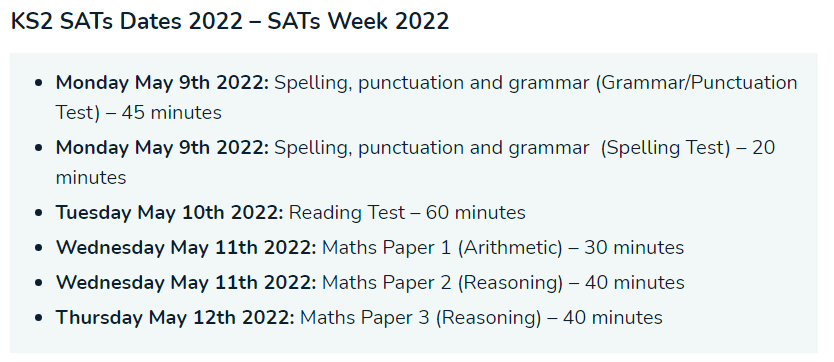 KS2 SATs Dates 2022 – SATs Week 2022
• Monday May 9th 2022: Spelling, punctuation and grammar (Grammar/Punctuation
Test) – 45 minutes
• Monday May 9th 2022: Spelling, punctuation and grammar  (Spelling Test) – 20
minutes
• Tuesday May 10th 2022: Reading Test – 60 minutes
• Wednesday May 11th 2022: Maths Paper 1 (Arithmetic) – 30 minutes
• Wednesday May 11th 2022: Maths Paper 2 (Reasoning) – 40 minutes
• Thursday May 12th 2022: Maths Paper 3 (Reasoning) – 40 minutes